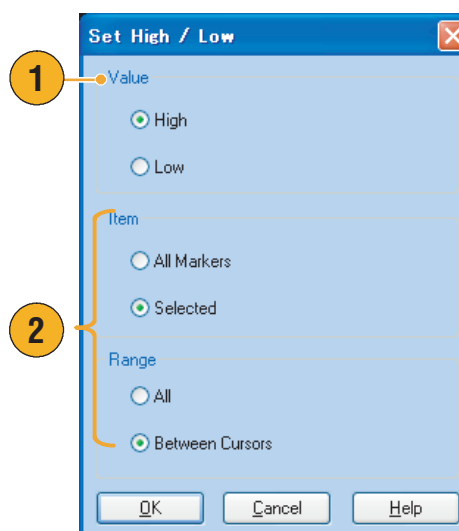 Set High / Low
1
Value
High
Low
2
Item
All Markers
Selected
Range
All
Between Cursors
OK Cancel Help